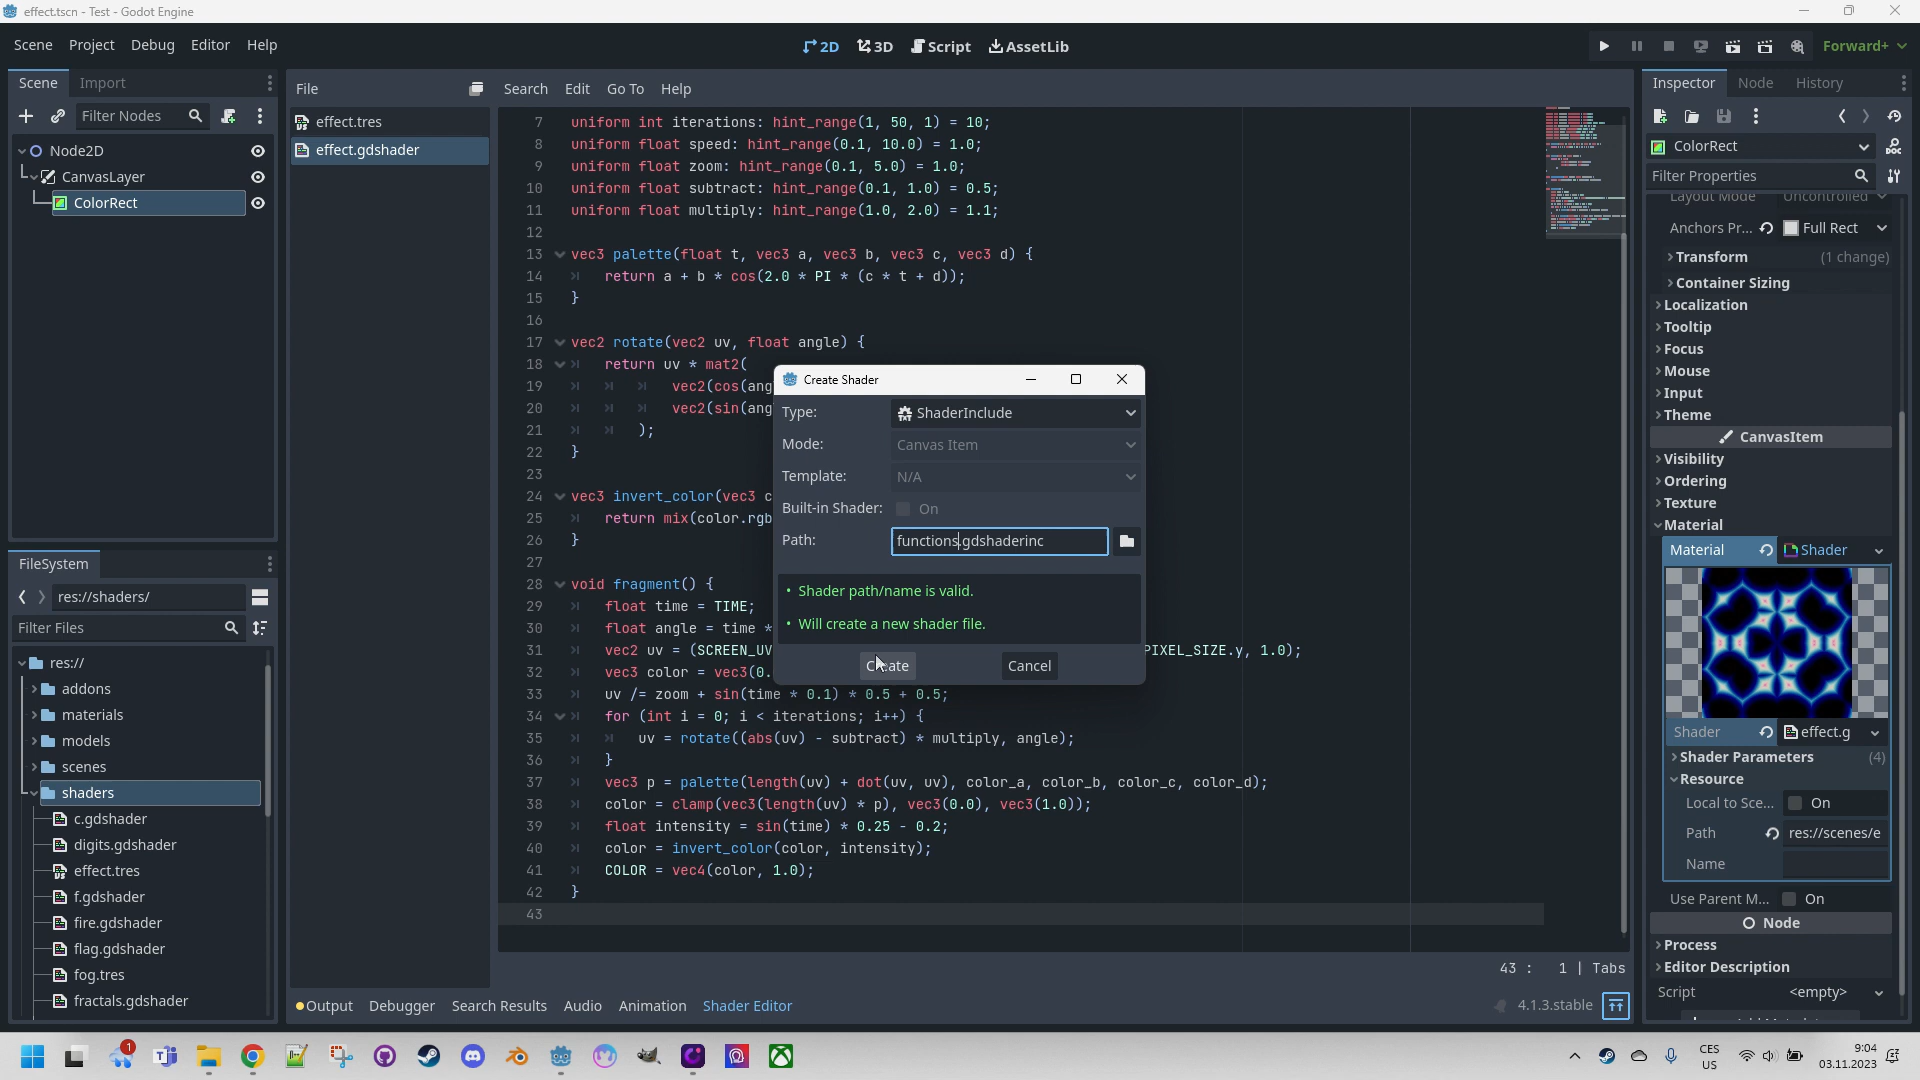 effect.tscn - Test - Godot Engine
Scene Project Debug Editor Help
2D 3D Script AssetLib
Forward+
Scene Import
Filter Nodes
Node2D
CanvasLayer
ColorRect
FileSystem
res://shaders/
Filter Files
res://
addons
materials
models
scenes
shaders
c.gdshader
digits.gdshader
effect.tres
f.gdshader
fire.gdshader
flag.gdshader
fog.tres
fractals.gdshader
File Search Edit Go To Help
effect.tres
effect.gdshader
7 uniform int iterations: hint_range(1, 50, 1) = 10;
8 uniform float speed: hint_range(0.1, 10.0) = 1.0;
9 uniform float zoom: hint_range(0.1, 5.0) = 1.0;
10 uniform float subtract: hint_range(0.1, 1.0) = 0.5;
11 uniform float multiply: hint_range(1.0, 2.0) = 1.1;
12
13 vec3 palette(float t, vec3 a, vec3 b, vec3 c, vec3 d) {
14 return a + b * cos(2.0 * PI * (c * t + d));
15 }
16
17 vec2 rotate(vec2 uv, float angle) {
18 return uv * mat2(
19 vec2(cos(ang
20 vec2(sin(ang
21 );
22 }
23
24 vec3 invert_color(vec3 c
25 return mix(color.rgb
26 }
27
28 void fragment() {
29 float time = TIME;
30 float angle = time *
31 vec2 uv = (SCREEN_UV PIXEL_SIZE.y, 1.0);
32 vec3 color = vec3(0.
33 uv /= zoom + sin(time * 0.1) * 0.5 + 0.5;
34 for (int i = 0; i < iterations; i++) {
35 uv = rotate((abs(uv) - subtract) * multiply, angle);
36 }
37 vec3 p = palette(length(uv) + dot(uv, uv), color_a, color_b, color_c, color_d);
38 color = clamp(vec3(length(uv) * p), vec3(0.0), vec3(1.0));
39 float intensity = sin(time) * 0.25 - 0.2;
40 color = invert_color(color, intensity);
41 COLOR = vec4(color, 1.0);
42 }
43
43 : 1 | Tabs
Output Debugger Search Results Audio Animation Shader Editor
4.1.3.stable
Create Shader
Type: ShaderInclude
Mode: Canvas Item
Template: N/A
Built-in Shader: On
Path: functions.gdshaderinc
• Shader path/name is valid.
• Will create a new shader file.
Create Cancel
Inspector Node History
ColorRect
Filter Properties
Layout Mode Uncontrolled
Anchors Pr... Full Rect
Transform (1 change)
Container Sizing
Localization
Tooltip
Focus
Mouse
Input
Theme
CanvasItem
Visibility
Ordering
Texture
Material
Material Shader
Shader effect.g
Shader Parameters (4)
Resource
Local to Sce... On
Path res://scenes/e
Name
Use Parent M... On
Node
Process
Editor Description
Script <empty>
1
CES
US
9:04
03.11.2023